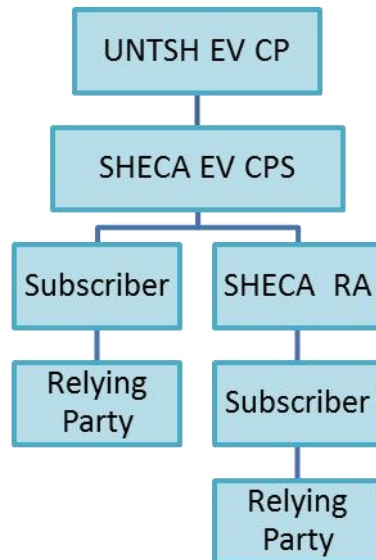 UNTSH EV CP
SHECA EV CPS
Subscriber
SHECA RA
Relying
Party
Subscriber
Relying
Party